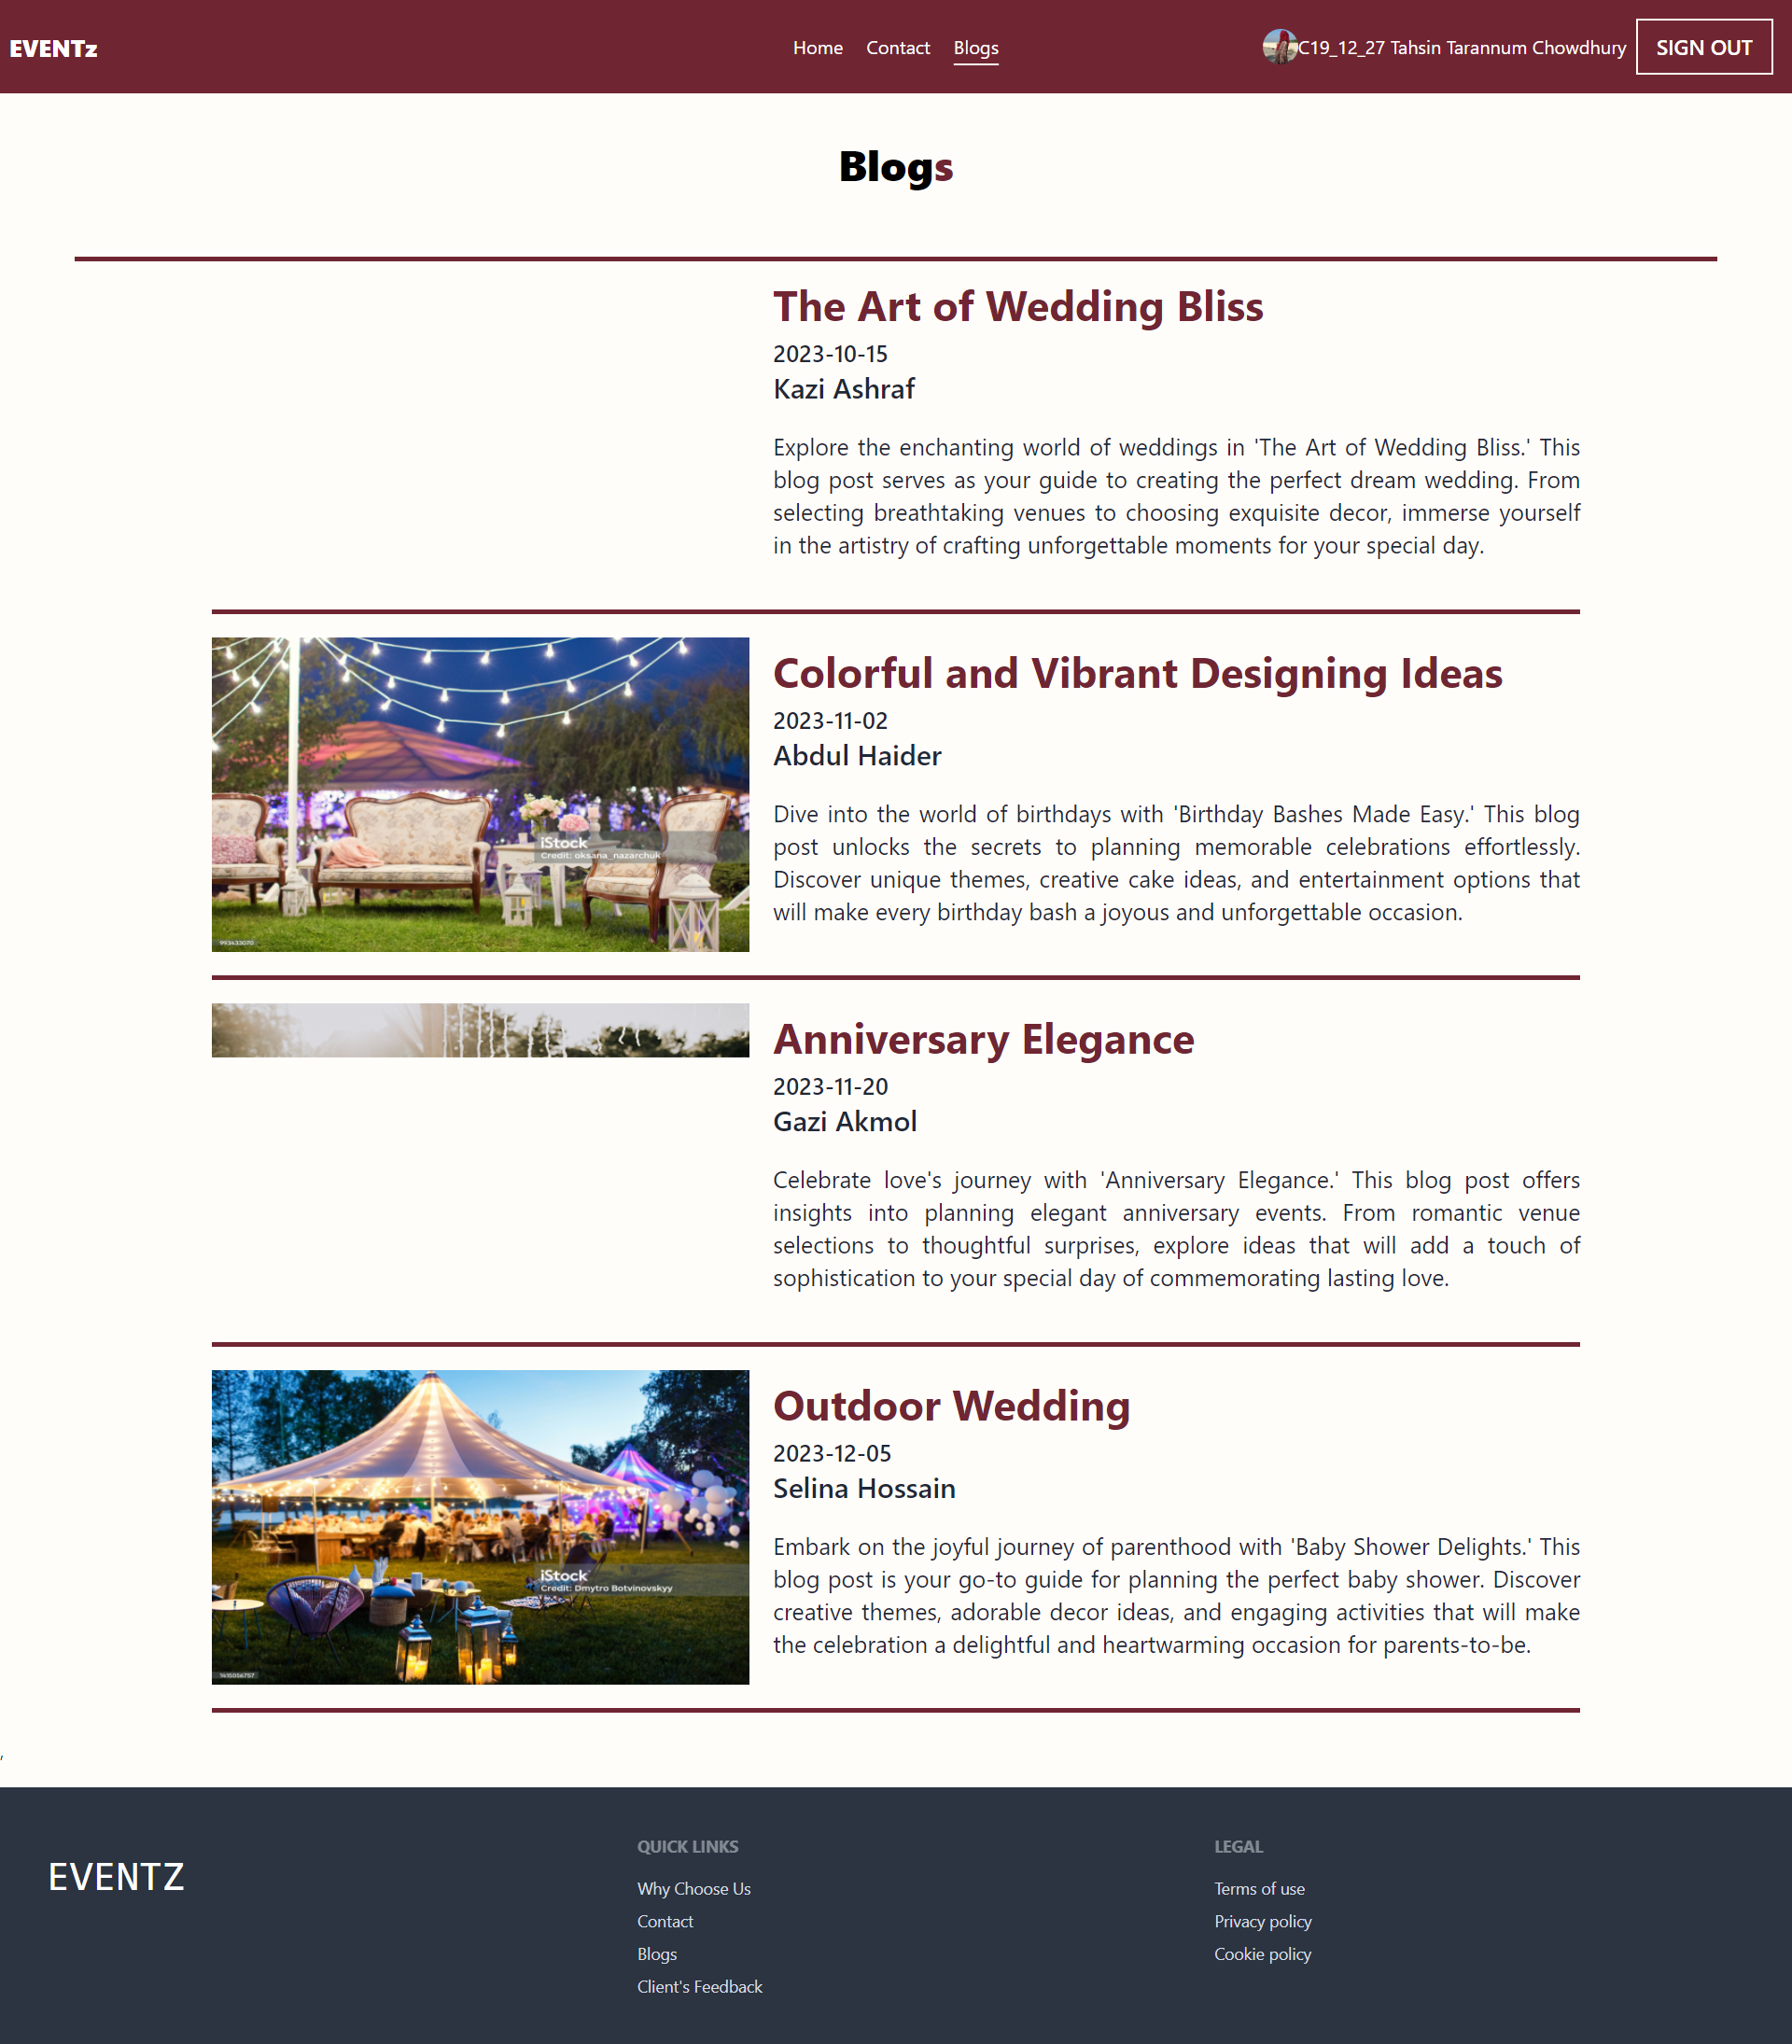 EVENTz
Home Contact Blogs
C19_12_27 Tahsin Tarannum Chowdhury
SIGN OUT
Blogs
The Art of Wedding Bliss
2023-10-15
Kazi Ashraf
Explore the enchanting world of weddings in 'The Art of Wedding Bliss.' This
blog post serves as your guide to creating the perfect dream wedding. From
selecting breathtaking venues to choosing exquisite decor, immerse yourself
in the artistry of crafting unforgettable moments for your special day.
iStock
Credit: oksana_nazarchuk
993433070
Colorful and Vibrant Designing Ideas
2023-11-02
Abdul Haider
Dive into the world of birthdays with 'Birthday Bashes Made Easy.' This blog
post unlocks the secrets to planning memorable celebrations effortlessly.
Discover unique themes, creative cake ideas, and entertainment options that
will make every birthday bash a joyous and unforgettable occasion.
Anniversary Elegance
2023-11-20
Gazi Akmol
Celebrate love's journey with 'Anniversary Elegance.' This blog post offers
insights into planning elegant anniversary events. From romantic venue
selections to thoughtful surprises, explore ideas that will add a touch of
sophistication to your special day of commemorating lasting love.
iStock
Credit: Dmytro Botvinovskyy
1415056757
Outdoor Wedding
2023-12-05
Selina Hossain
Embark on the joyful journey of parenthood with 'Baby Shower Delights.' This
blog post is your go-to guide for planning the perfect baby shower. Discover
creative themes, adorable decor ideas, and engaging activities that will make
the celebration a delightful and heartwarming occasion for parents-to-be.
,
EVENTZ
QUICK LINKS
Why Choose Us
Contact
Blogs
Client's Feedback
LEGAL
Terms of use
Privacy policy
Cookie policy